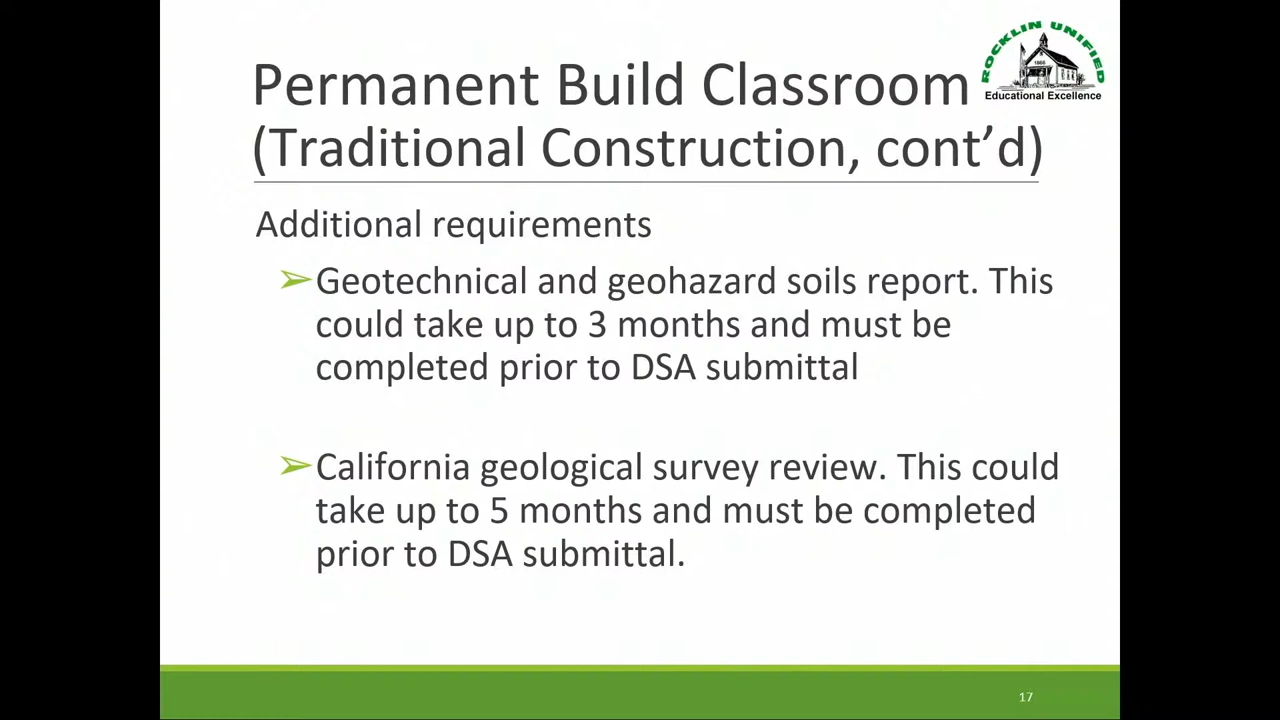 ROCKLIN UNIFIED
1866
Educational Excellence
Permanent Build Classroom
(Traditional Construction, cont’d)
Additional requirements
➢Geotechnical and geohazard soils report. This
could take up to 3 months and must be
completed prior to DSA submittal
➢California geological survey review. This could
take up to 5 months and must be completed
prior to DSA submittal.
17